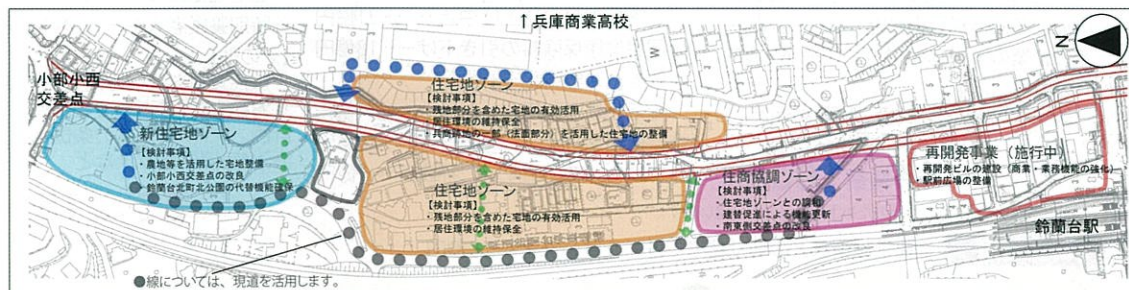 ↑兵庫商業高校
N
小部小西
交差点
住宅地ゾーン
【検討事項】
・残地部分を含めた宅地の有効活用
・居住環境の維持保全
・兵商跡地の一部（法面部分）を活用した住宅地の整備
新住宅地ゾーン
【検討事項】
・農地等を活用した宅地整備
・小部小西交差点の改良
・鈴蘭台北町北公園の代替機能確保
住宅地ゾーン
【検討事項】
・残地部分を含めた宅地の有効活用
・居住環境の維持保全
住商協調ゾーン
【検討事項】
・住宅地ゾーンとの調和
・建替促進による機能更新
・南東側交差点の改良
再開発事業（施行中）
・再開発ビルの建設（商業・業務機能の強化）
・駅前広場の整備
鈴蘭台駅
●線については、現道を活用します。